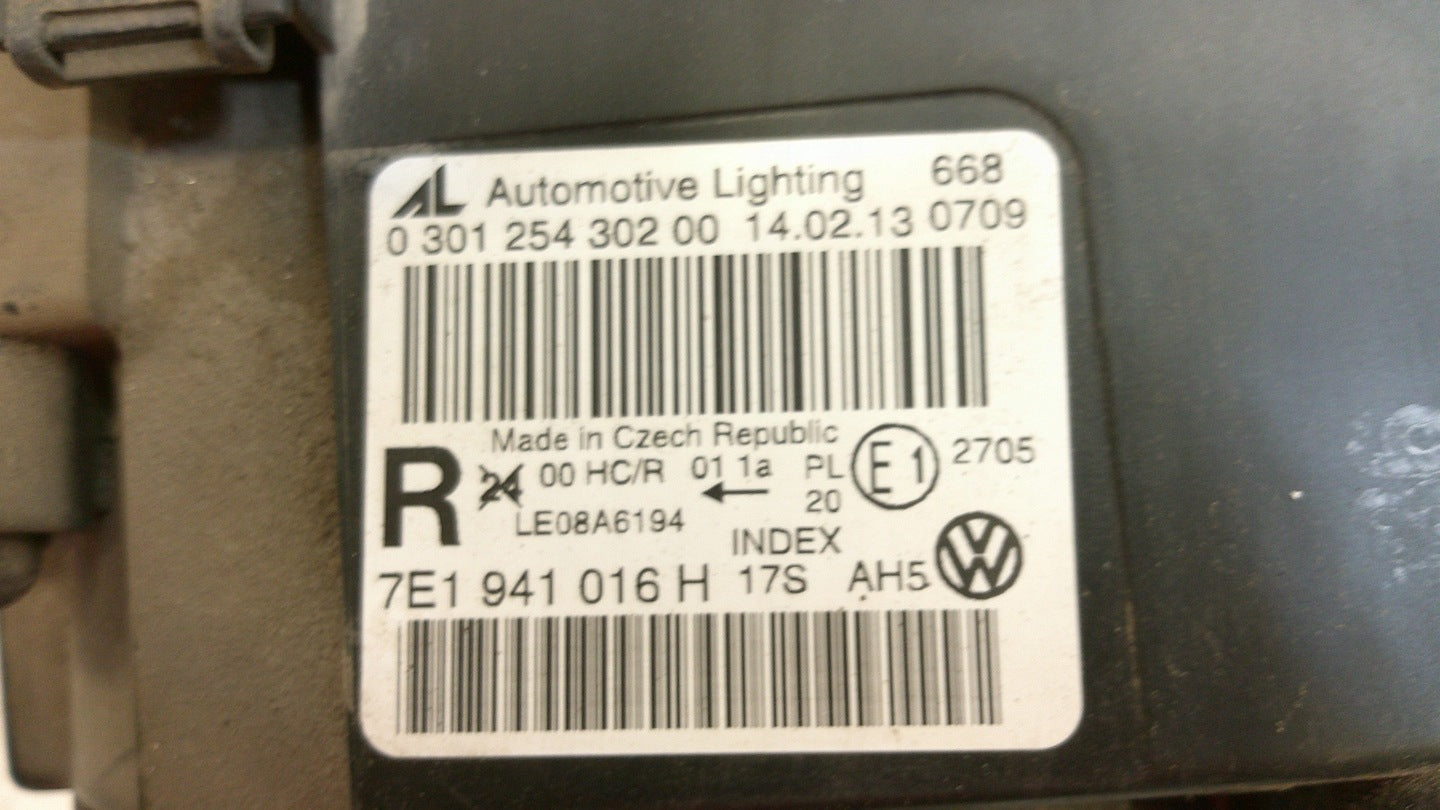 AL Automotive Lighting 668
0 301 254 302 00 14.02.13 0709
Made in Czech Republic
R 24 00 HC/R 01 1a PL E1 2705
← 20
LE08A6194
INDEX
7E1 941 016 H 17S AH5 VW